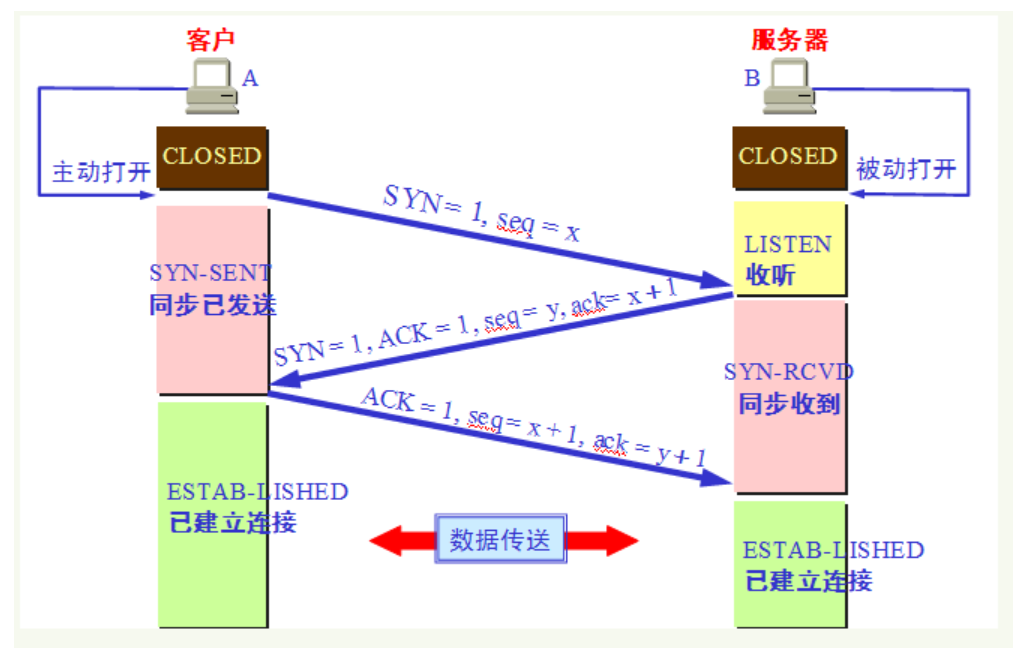 客户
服务器
A
B
CLOSED
CLOSED
主动打开
被动打开
SYN = 1, seq = x
LISTEN
收听
SYN-SENT
同步已发送
SYN = 1, ACK = 1, seq = y, ack= x + 1
SYN-RCVD
同步收到
ACK = 1, seq = x + 1, ack = y + 1
ESTAB-LISHED
已建立连接
数据传送
ESTAB-LISHED
已建立连接